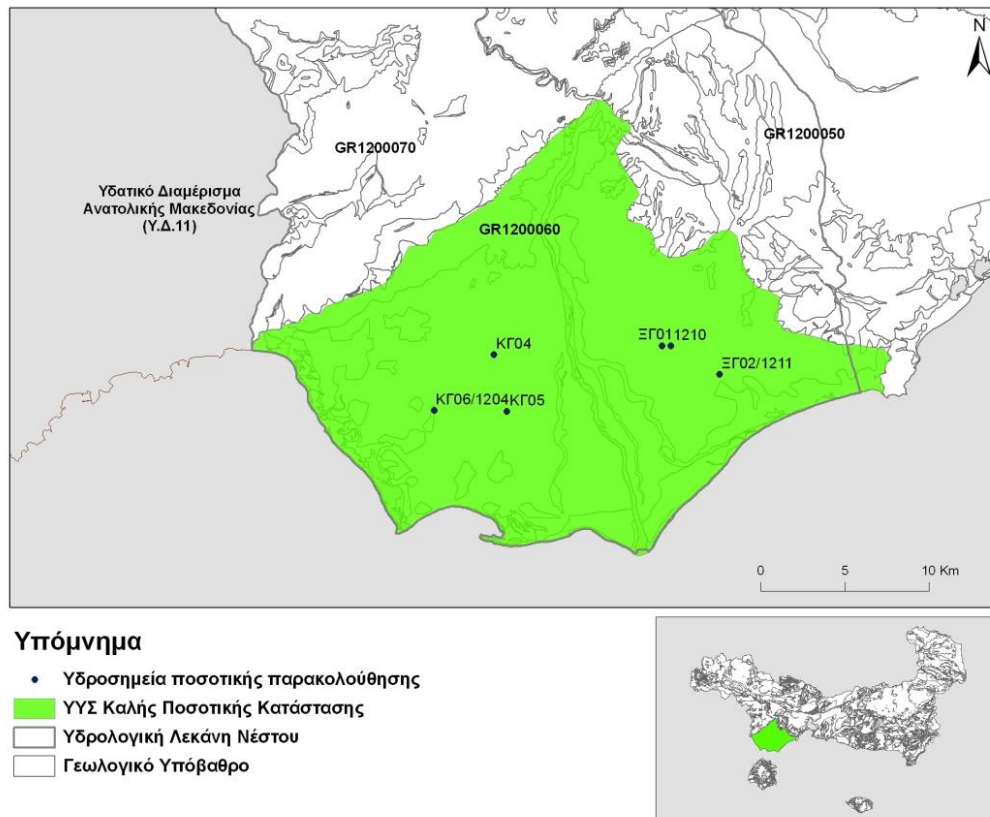 N
GR1200050
GR1200070
Υδατικό Διαμέρισμα
Ανατολικής Μακεδονίας
(Υ.Δ.11)
GR1200060
ΚΓ04
ΞΓ011210
ΞΓ02/1211
ΚΓ06/1204
ΚΓ05
0 5 10 Km
Υπόμνημα
Υδροσημεία ποσοτικής παρακολούθησης
ΥΥΣ Καλής Ποσοτικής Κατάστασης
Υδρολογική Λεκάνη Νέστου
Γεωλογικό Υπόβαθρο